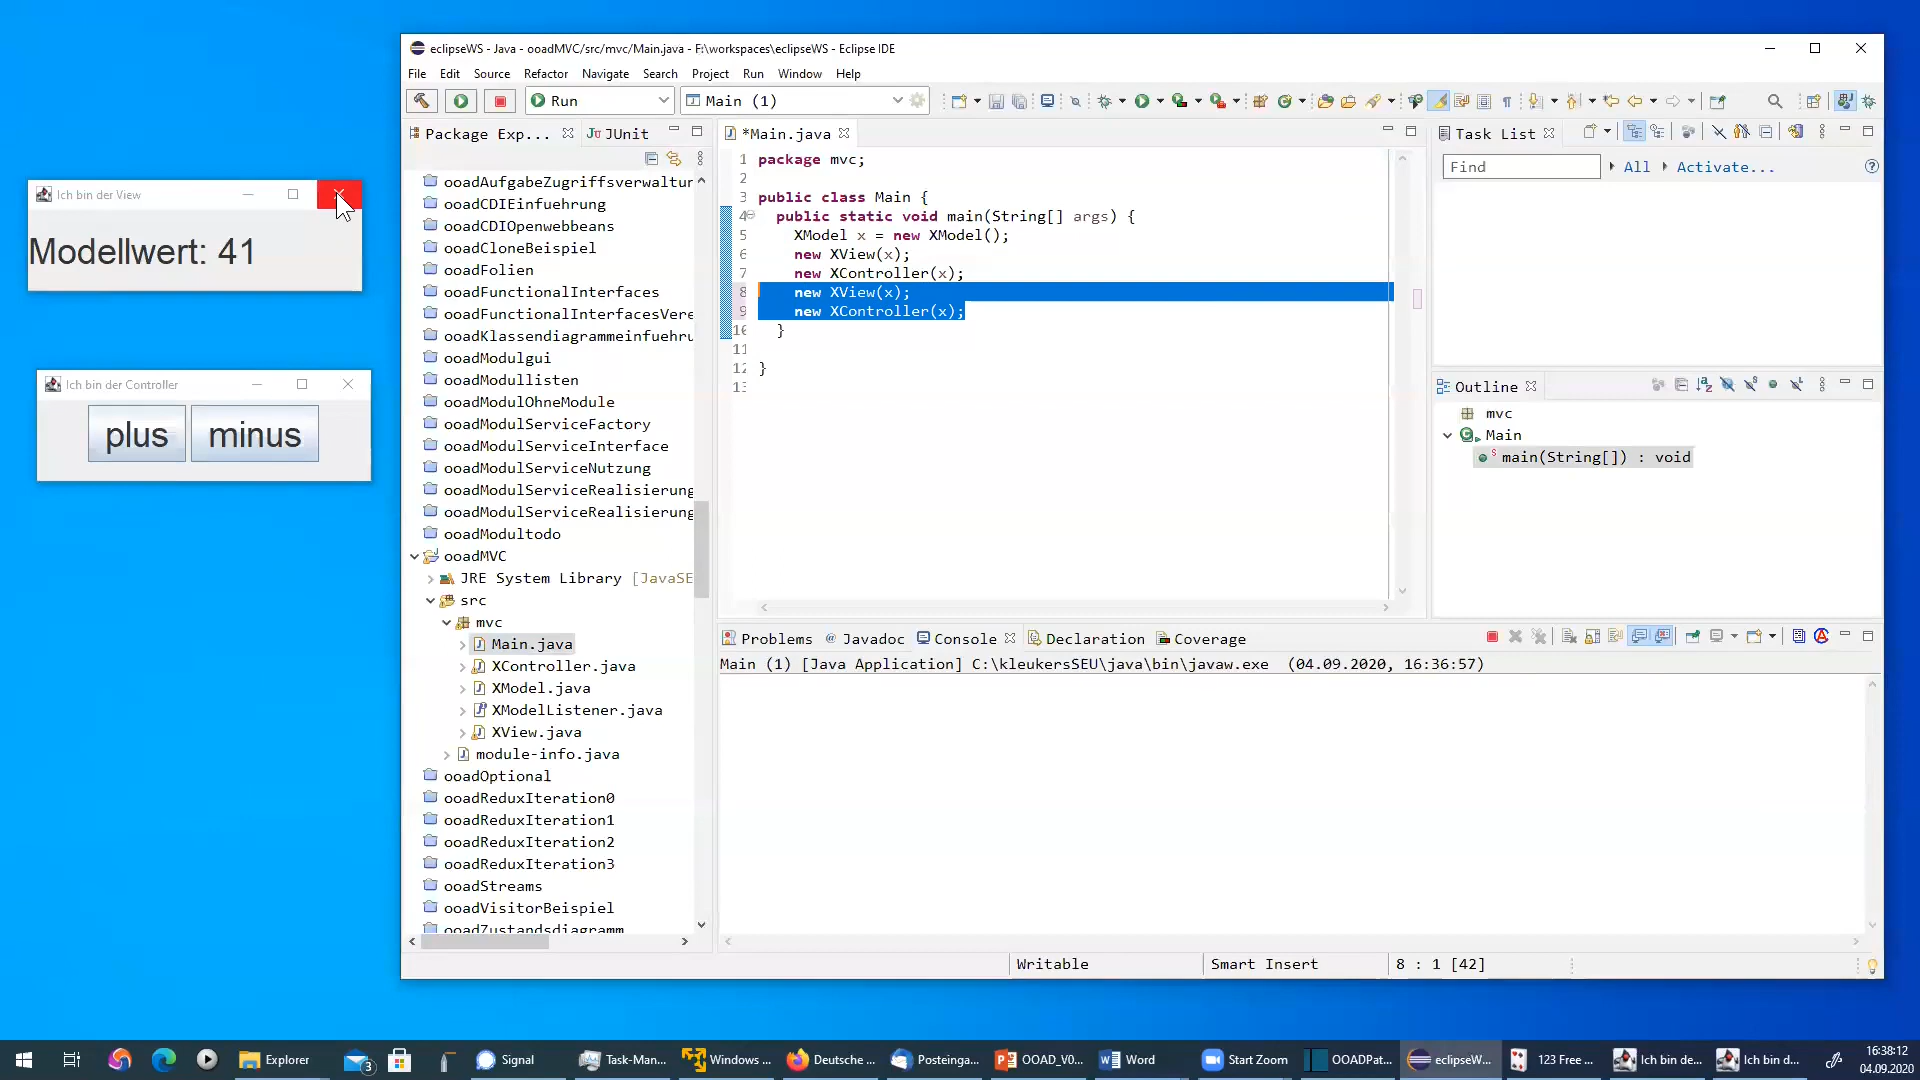 eclipseWS - Java - ooadMVC/src/mvc/Main.java - F:\workspaces\eclipseWS - Eclipse IDE
File Edit Source Refactor Navigate Search Project Run Window Help
Run
Main (1)
Package Exp...
JUnit
*Main.java
Task List
Find
All
Activate...
Ich bin der View
Modellwert: 41
Ich bin der Controller
plus
minus
ooadAufgabeZugriffsverwaltur
ooadCDIEinfuehrung
ooadCDIOpenwebbeans
ooadCloneBeispiel
ooadFolien
ooadFunctionalInterfaces
ooadFunctionalInterfacesVere
ooadKlassendiagrammeinfuehru
ooadModulgui
ooadModullisten
ooadModulOhneModule
ooadModulServiceFactory
ooadModulServiceInterface
ooadModulServiceNutzung
ooadModulServiceRealisierung
ooadModulServiceRealisierung
ooadModultodo
ooadMVC
JRE System Library [JavaSE
src
mvc
Main.java
XController.java
XModel.java
XModelListener.java
XView.java
module-info.java
ooadOptional
ooadReduxIteration0
ooadReduxIteration1
ooadReduxIteration2
ooadReduxIteration3
ooadStreams
ooadVisitorBeispiel
ooadZustandsdiagramm
1 package mvc;
2
3 public class Main {
4 public static void main(String[] args) {
5 XModel x = new XModel();
6 new XView(x);
7 new XController(x);
8 new XView(x);
9 new XController(x);
10 }
11
12 }
13
Outline
mvc
Main
main(String[]) : void
Problems
Javadoc
Console
Declaration
Coverage
Main (1) [Java Application] C:\kleukersSEU\java\bin\javaw.exe (04.09.2020, 16:36:57)
Writable
Smart Insert
8 : 1 [42]
Explorer
3
Signal
Task-Man...
Windows ...
Deutsche ...
Posteinga...
OOAD_V0...
Word
Start Zoom
OOADPat...
eclipseW...
123 Free ...
Ich bin de...
Ich bin d...
16:38:12
04.09.2020